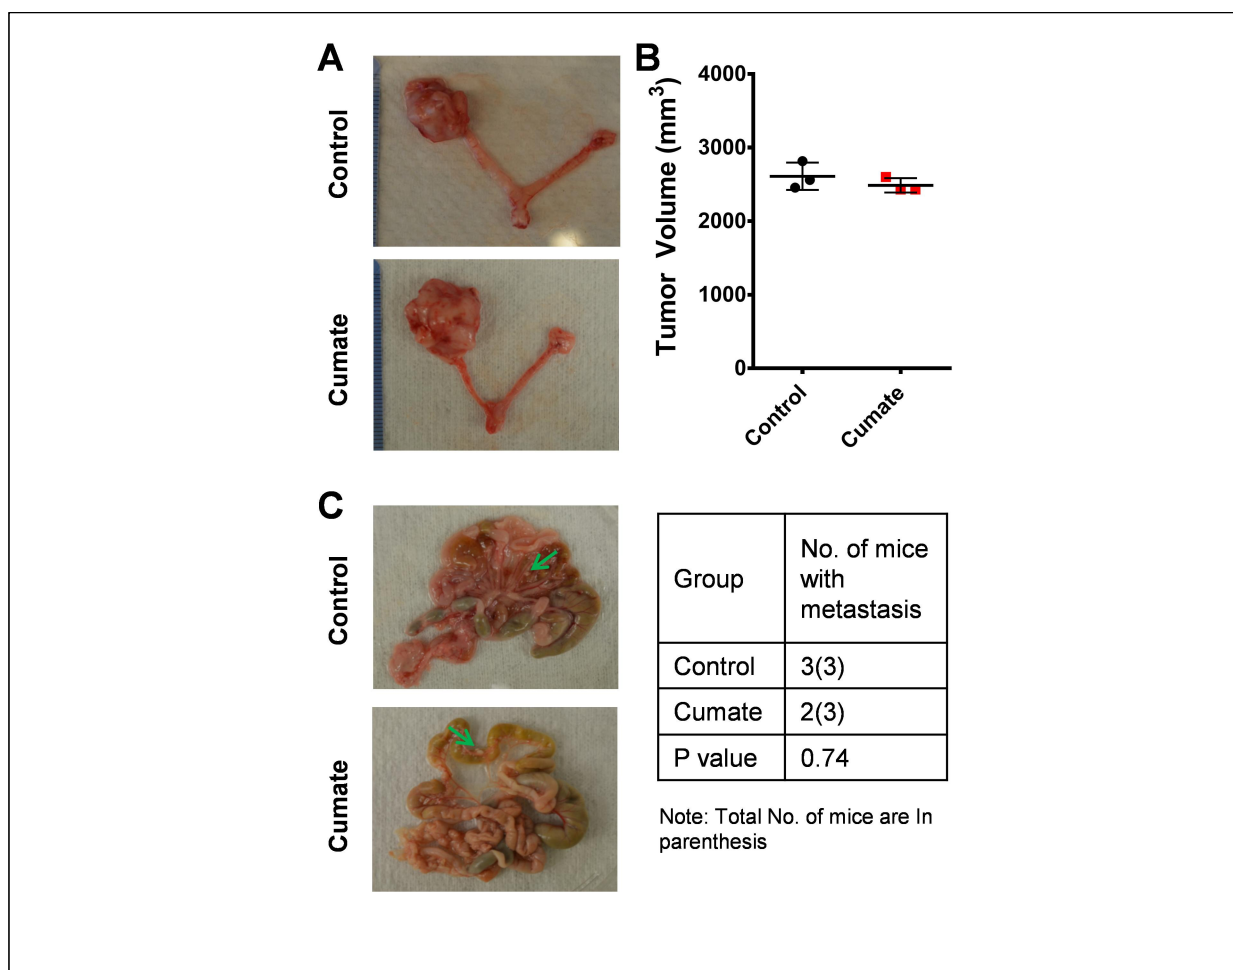 A
Control
Cumate
B
Tumor Volume (mm³)
4000
3000
2000
1000
0
Control
Cumate
C
Control
Cumate
Group
No. of mice
with
metastasis
Control
3(3)
Cumate
2(3)
P value
0.74
Note: Total No. of mice are In
parenthesis